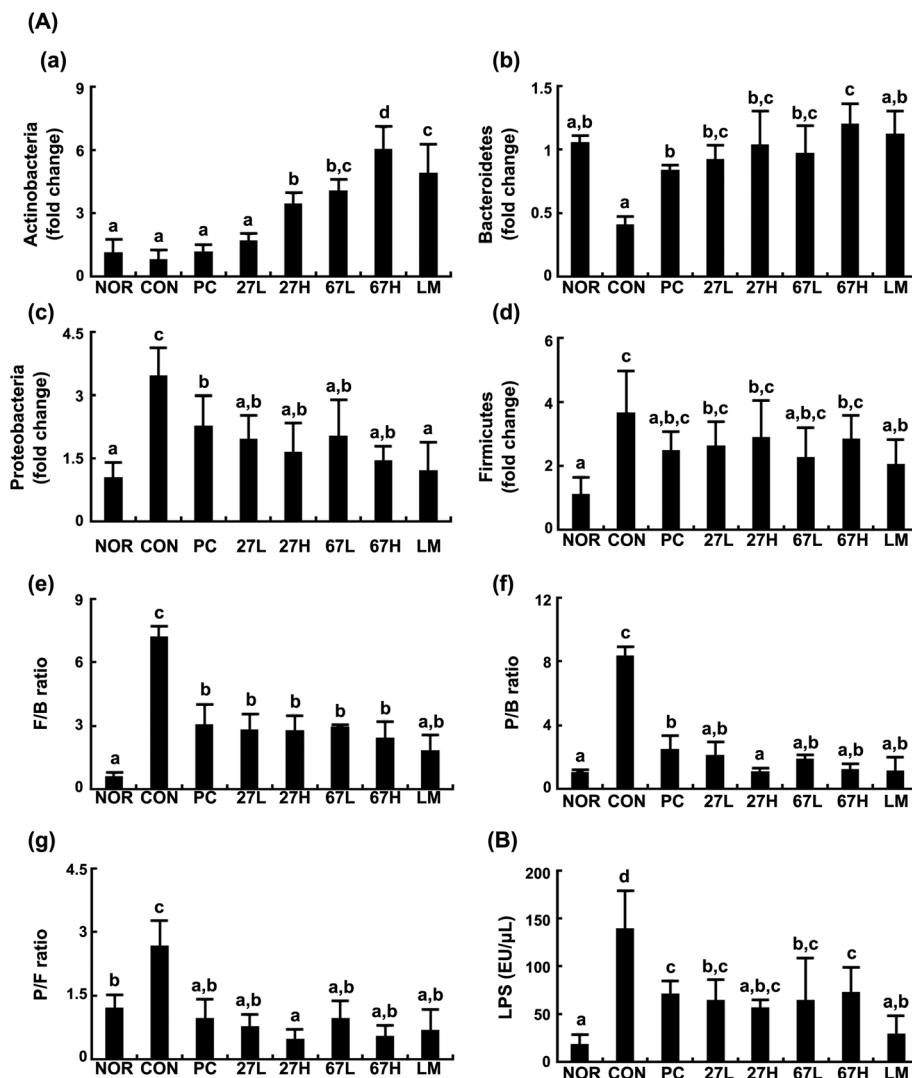 (A)
(a)
Actinobacteria
(fold change)
9
6
3
0
a
a
a
a
b
b,c
d
c
NOR CON PC 27L 27H 67L 67H LM
(b)
Bacteroidetes
(fold change)
1.5
1
0.5
0
a,b
a
b
b,c
b,c
b,c
c
a,b
NOR CON PC 27L 27H 67L 67H LM
(c)
Proteobacteria
(fold change)
4.5
3
1.5
0
a
c
b
a,b
a,b
a,b
a,b
a
NOR CON PC 27L 27H 67L 67H LM
(d)
Firmicutes
(fold change)
6
4
2
0
a
c
a,b,c
b,c
b,c
a,b,c
b,c
a,b
NOR CON PC 27L 27H 67L 67H LM
(e)
F/B ratio
9
6
3
0
a
c
b
b
b
b
b
a,b
NOR CON PC 27L 27H 67L 67H LM
(f)
P/B ratio
12
8
4
0
a
c
b
a,b
a
a,b
a,b
a,b
NOR CON PC 27L 27H 67L 67H LM
(g)
P/F ratio
4.5
3
1.5
0
b
c
a,b
a,b
a
a,b
a,b
a,b
NOR CON PC 27L 27H 67L 67H LM
(B)
LPS (EU/μL)
200
150
100
50
0
a
d
c
b,c
a,b,c
b,c
c
a,b
NOR CON PC 27L 27H 67L 67H LM